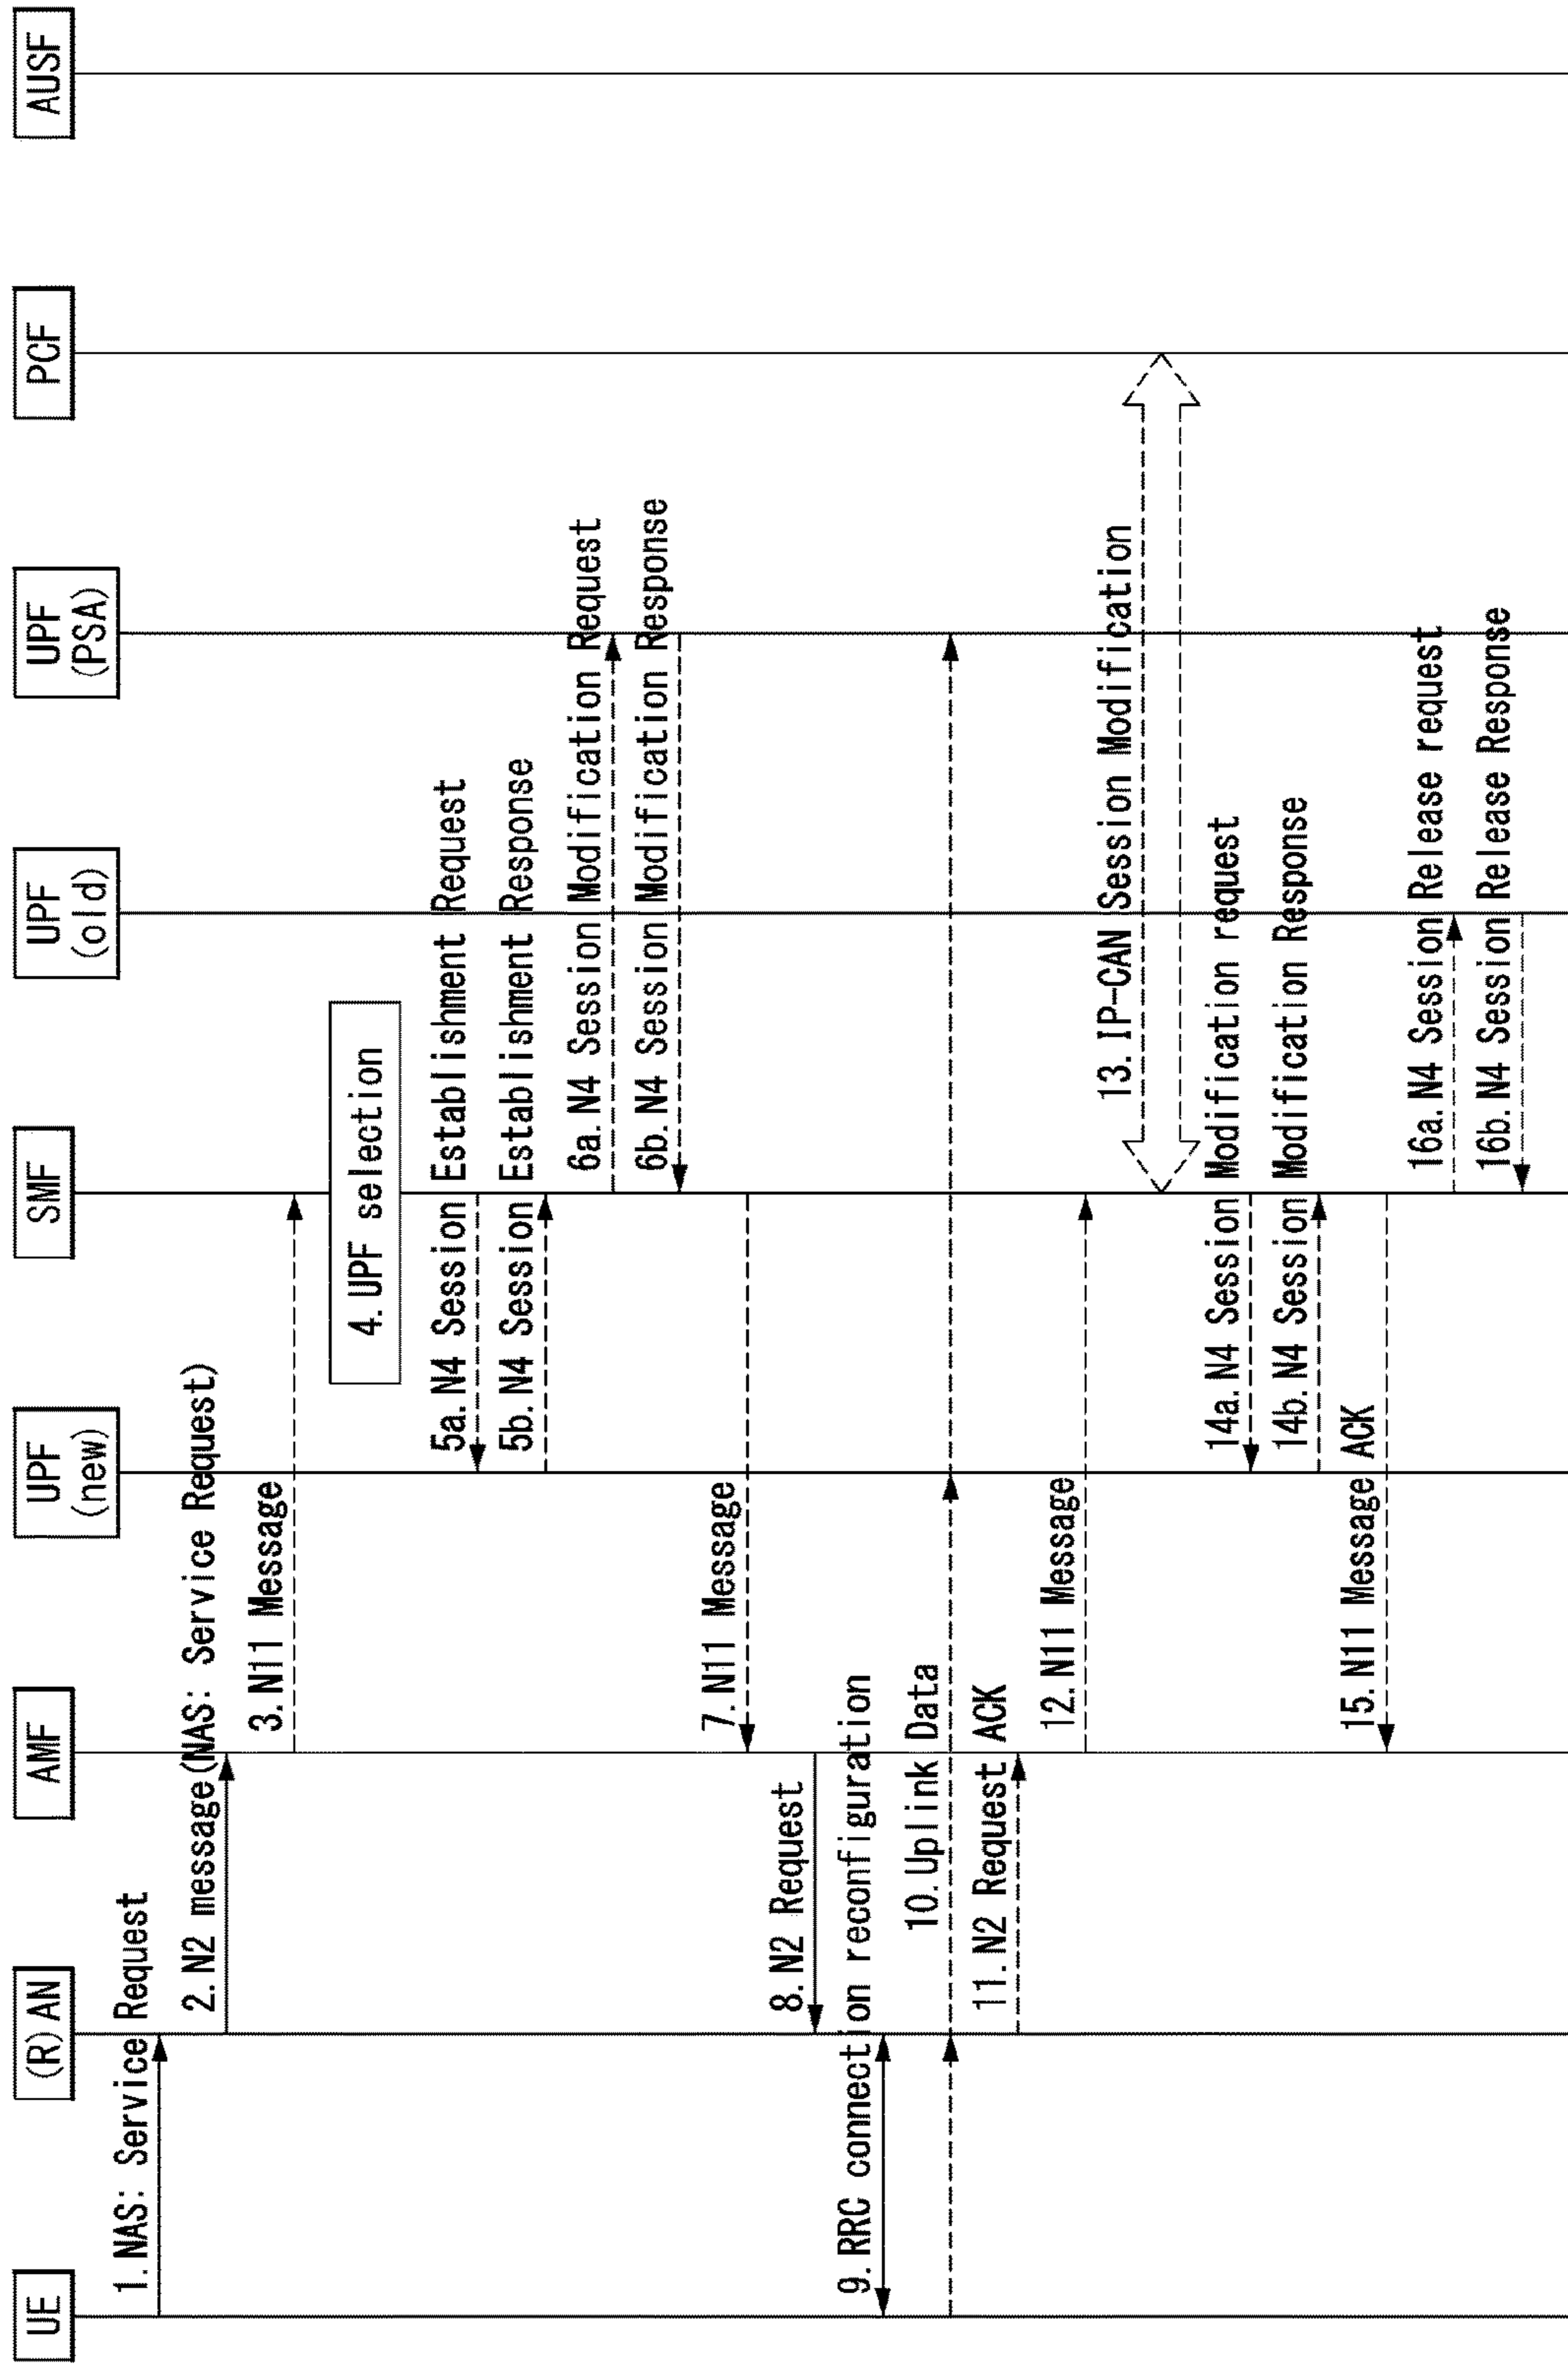 UE
(R)AN
AMF
UPF
(new)
SMF
UPF
(old)
UPF
(PSA)
PCF
AUSF
1.NAS: Service Request
2.N2 message(NAS: Service Request)
3.N11 Message
4.UPF selection
5a.N4 Session Establishment Request
5b.N4 Session Establishment Response
6a.N4 Session Modification Request
6b.N4 Session Modification Response
7.N11 Message
8.N2 Request
9.RRC connection reconfiguration
10.Uplink Data
11.N2 Request ACK
12.N11 Message
13.IP-CAN Session Modification
14a.N4 Session Modification request
14b.N4 Session Modification Response
15.N11 Message ACK
16a.N4 Session Release request
16b.N4 Session Release Response